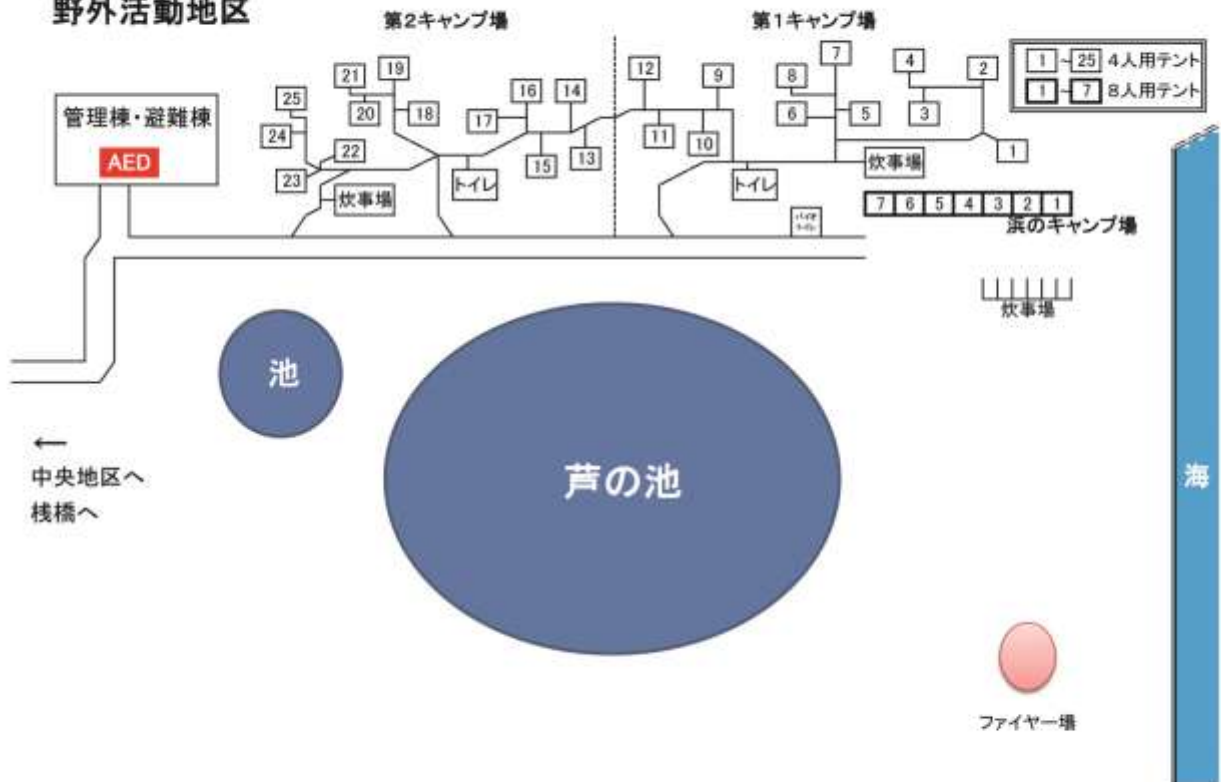 野外活動地区
第2キャンプ場
第1キャンプ場
管理棟・避難棟
AED
25
24
23
22
21
20
19
18
17
16
15
14
13
12
11
10
9
8
7
6
5
4
3
2
1
1 ~ 25 4人用テント
1 ~ 7 8人用テント
炊事場
トイレ
トイレ
炊事場
バイオ
トイレ
7 6 5 4 3 2 1
浜のキャンプ場
炊事場
池
芦の池
海
←
中央地区へ
桟橋へ
ファイヤー場